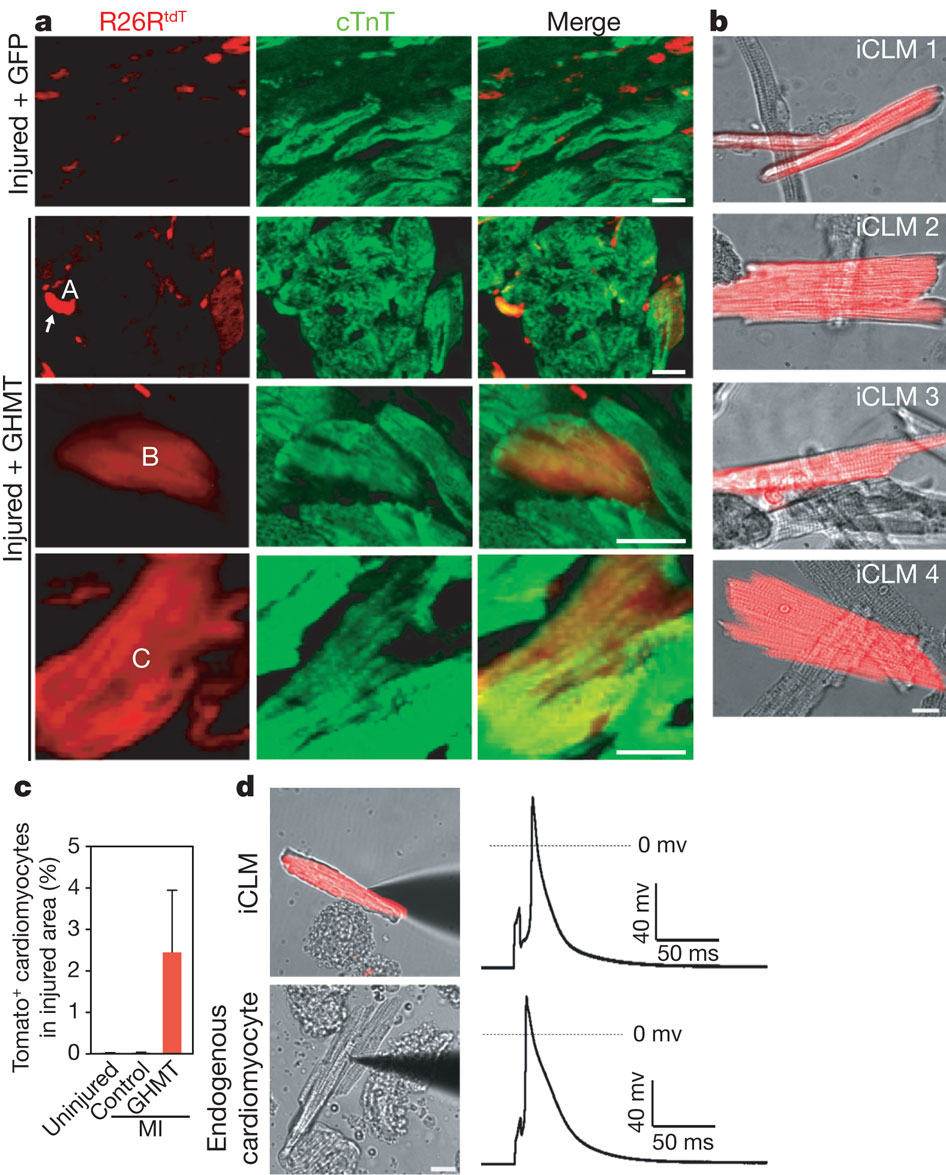 a
R26RtdT
cTnT
Merge
Injured + GFP
Injured + GHMT
A
B
C
b
iCLM 1
iCLM 2
iCLM 3
iCLM 4
c
Tomato+ cardiomyocytes
in injured area (%)
5
4
3
2
1
0
Uninjured
Control
GHMT
MI
d
iCLM
0 mv
40 mv
50 ms
Endogenous
cardiomyocyte
0 mv
40 mv
50 ms